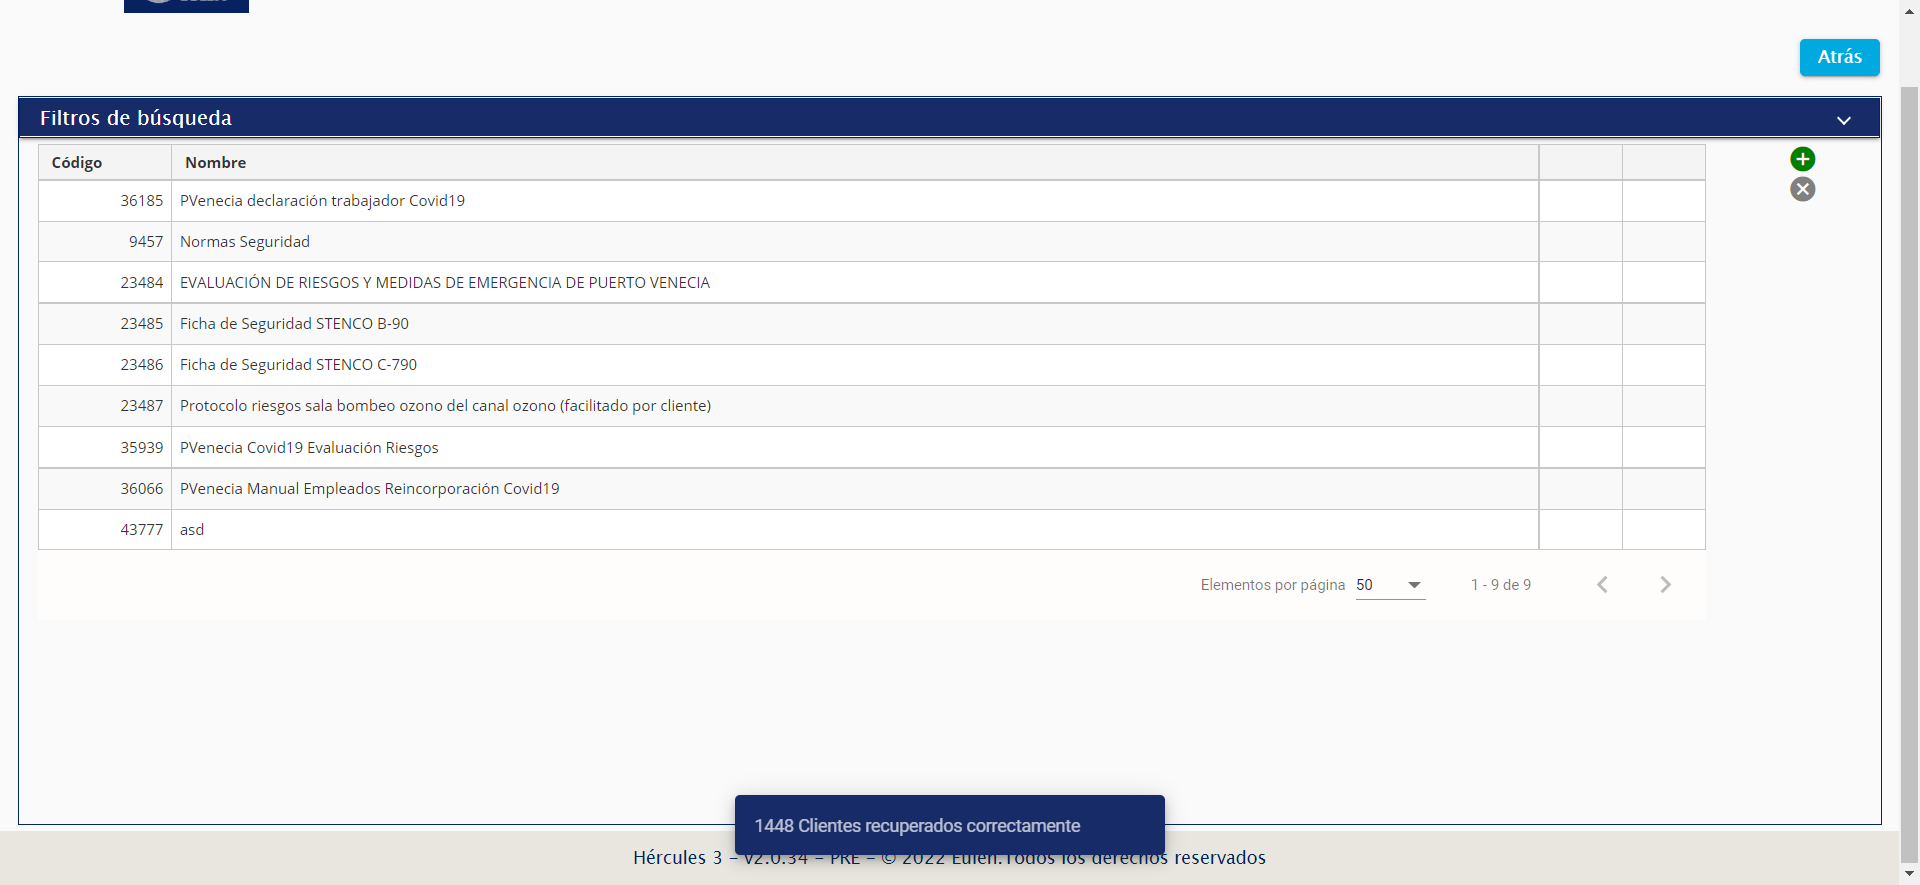 Atrás
Filtros de búsqueda
Código Nombre
36185 PVenecia declaración trabajador Covid19
9457 Normas Seguridad
23484 EVALUACIÓN DE RIESGOS Y MEDIDAS DE EMERGENCIA DE PUERTO VENECIA
23485 Ficha de Seguridad STENCO B-90
23486 Ficha de Seguridad STENCO C-790
23487 Protocolo riesgos sala bombeo ozono del canal ozono (facilitado por cliente)
35939 PVenecia Covid19 Evaluación Riesgos
36066 PVenecia Manual Empleados Reincorporación Covid19
43777 asd
Elementos por página 50 1 - 9 de 9
1448 Clientes recuperados correctamente
Hércules 3 – v2.0.34 – PRE – © 2022 Eulen.Todos los derechos reservados